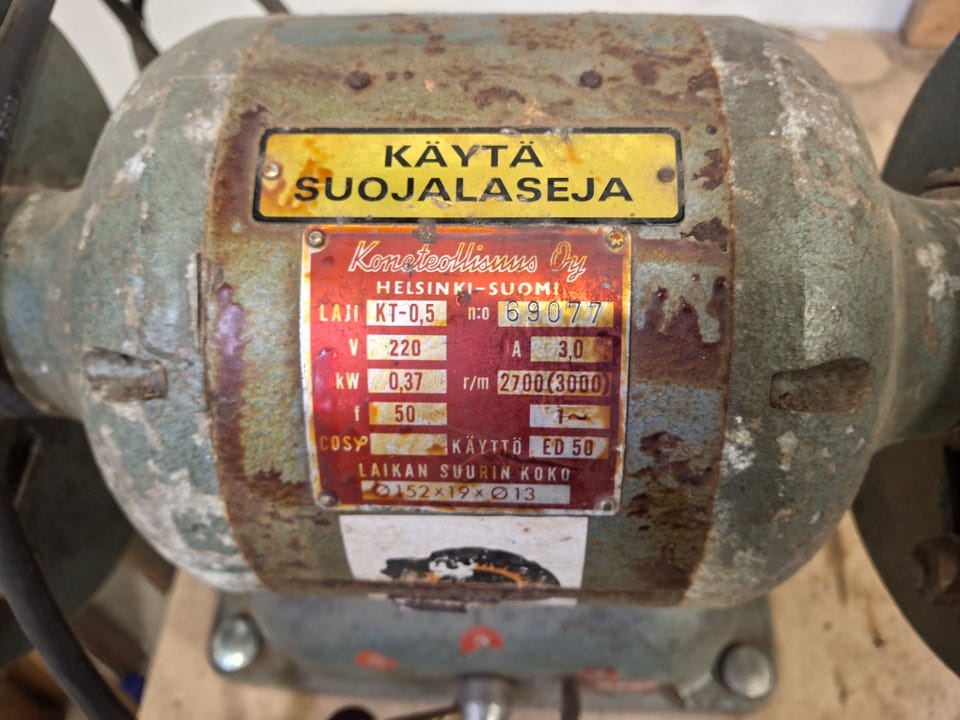 KÄYTÄ
SUOJALASEJA
Koneteollisuus Oy
HELSINKI-SUOMI
LAJI KT-0,5 n:o 69077
V 220 A 3,0
kW 0,37 r/m 2700(3000)
f 50 1~
COSφ KÄYTTÖ ED 50
LAIKAN SUURIN KOKO
Ø152×19×Ø13